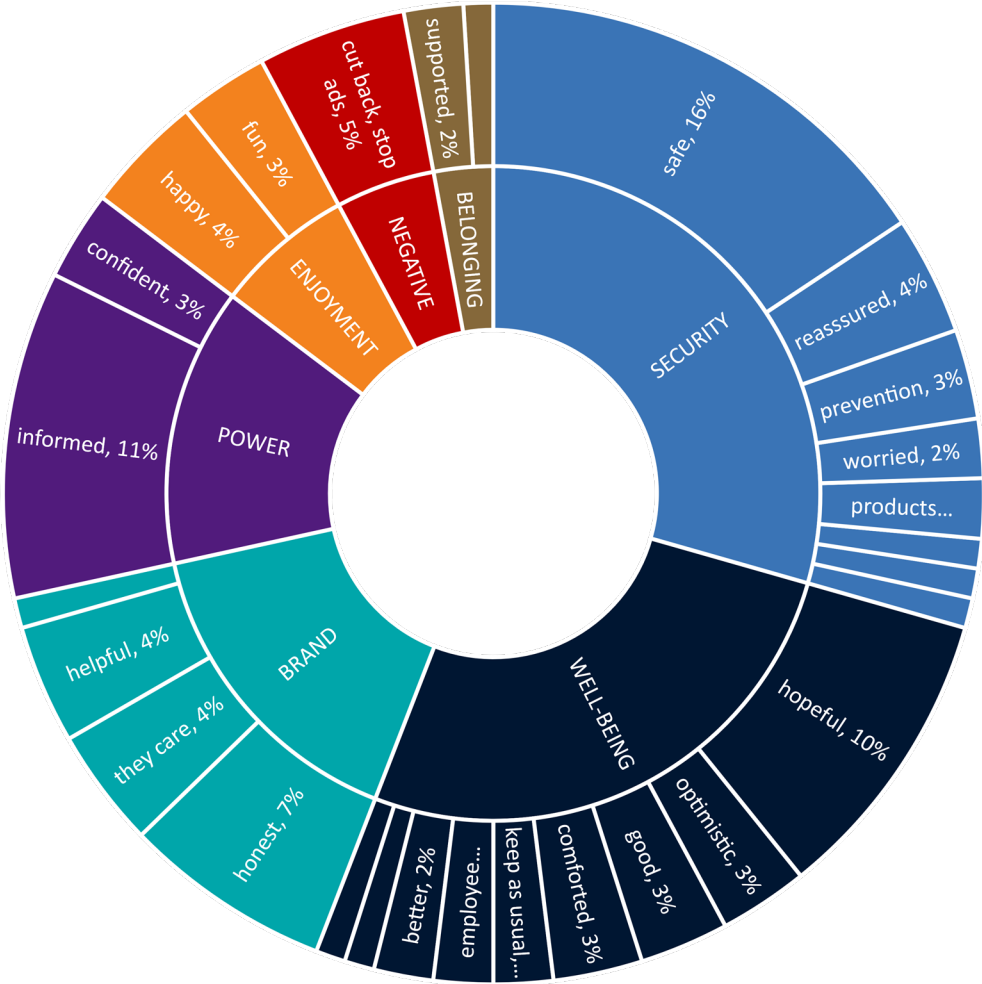 SECURITY
safe, 16%
reasssured, 4%
prevention, 3%
worried, 2%
products...
WELL-BEING
hopeful, 10%
optimistic, 3%
good, 3%
comforted, 3%
keep as usual,...
employee...
better, 2%
BRAND
honest, 7%
they care, 4%
helpful, 4%
POWER
informed, 11%
confident, 3%
ENJOYMENT
happy, 4%
fun, 3%
NEGATIVE
cut back, stop
ads, 5%
BELONGING
supported, 2%